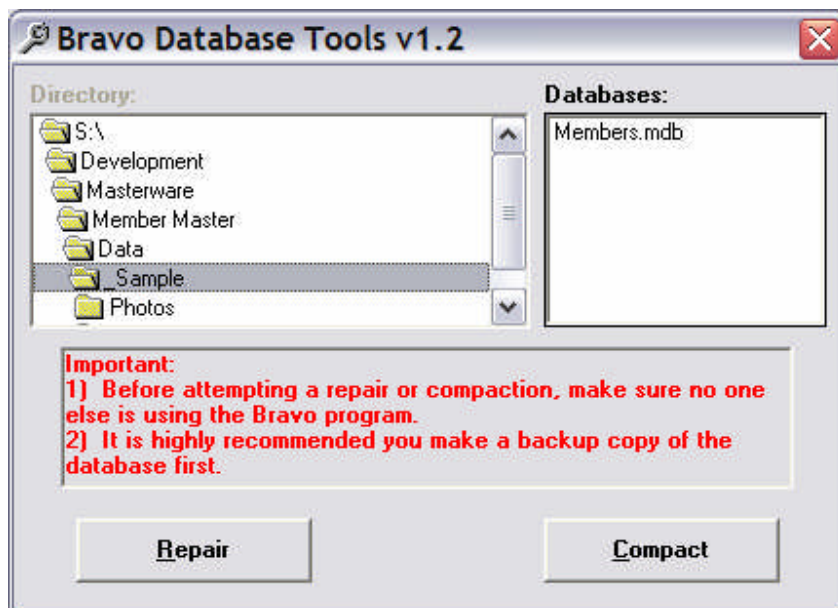 Bravo Database Tools v1.2
Directory:
S:\
Development
Masterware
Member Master
Data
_Sample
Photos
Databases:
Members.mdb
Important:
1) Before attempting a repair or compaction, make sure no one
else is using the Bravo program.
2) It is highly recommended you make a backup copy of the
database first.
Repair
Compact